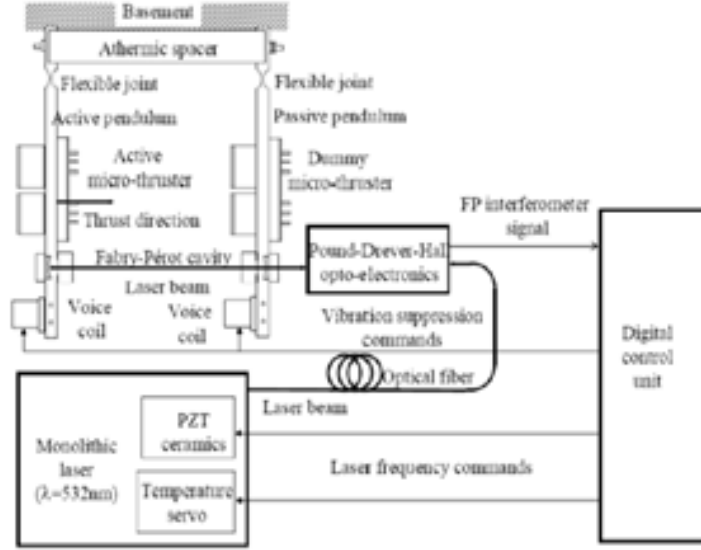 Basement
Athermic spacer
Flexible joint
Flexible joint
Active pendulum
Passive pendulum
Active
micro-thruster
Dummy
micro-thruster
Thrust direction
FP interferometer
signal
Fabry-Pérot cavity
Pound-Drever-Hall
opto-electronics
Laser beam
Voice
coil
Voice
coil
Vibration suppression
commands
Digital
control
unit
Optical fiber
Laser beam
PZT
ceramics
Monolithic
laser
(λ=532nm)
Laser frequency commands
Temperature
servo